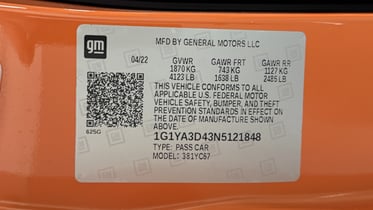 gm
MFD BY GENERAL MOTORS LLC
04/22 GVWR GAWR FRT GAWR RR
1870 KG 743 KG 1127 KG
4123 LB 1638 LB 2485 LB
THIS VEHICLE CONFORMS TO ALL
APPLICABLE U.S. FEDERAL MOTOR
VEHICLE SAFETY, BUMPER, AND THEFT
PREVENTION STANDARDS IN EFFECT ON
THE DATE OF MANUFACTURE SHOWN
ABOVE.
625G
1G1YA3D43N5121848
TYPE: PASS CAR
MODEL: 381YC67